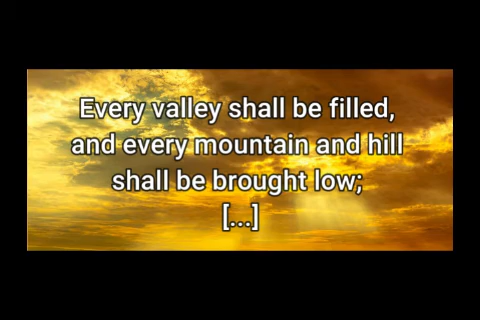 Every valley shall be filled,
and every mountain and hill
shall be brought low;
[...]